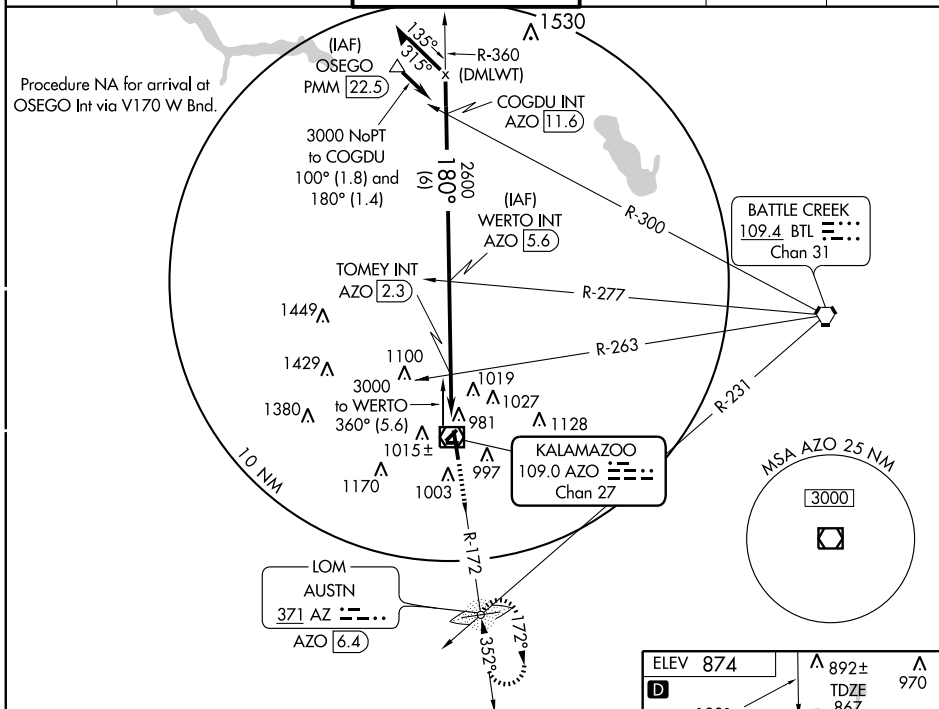 1530
135°
315°
R-360
(DMLWT)
(IAF)
OSEGO
PMM 22.5
Procedure NA for arrival at
OSEGO Int via V170 W Bnd.
COGDU INT
AZO 11.6
3000 NoPT
to COGDU
100° (1.8) and
180° (1.4)
2600
180°
(6)
(IAF)
WERTO INT
AZO 5.6
R-300
BATTLE CREEK
109.4 BTL
Chan 31
TOMEY INT
AZO 2.3
R-277
1449
R-263
R-231
1429
1100
3000
to WERTO
360° (5.6)
1019
1027
1380
981
1128
1015±
KALAMAZOO
109.0 AZO
Chan 27
997
1170
1003
10 NM
MSA AZO 25 NM
3000
R-172
LOM
AUSTN
371 AZ
AZO 6.4
172°
352°
ELEV 874
D
892±
970
TDZE
867